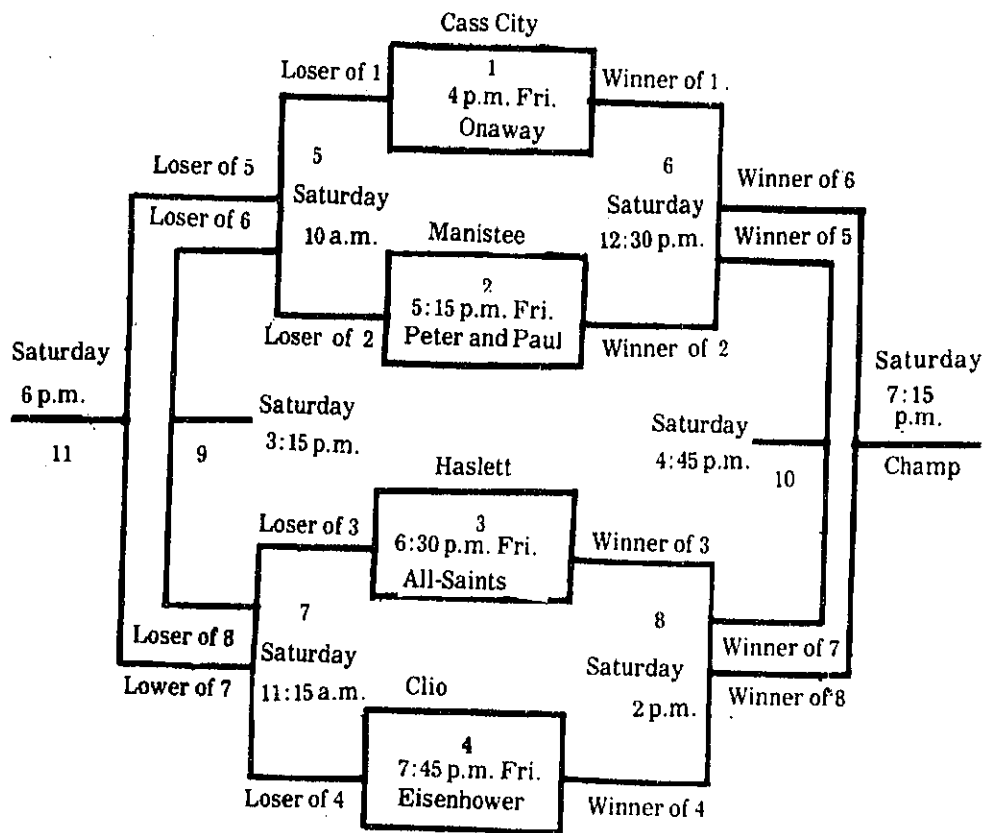 Cass City
Loser of 1
1
4 p.m. Fri.
Onaway
Winner of 1
Loser of 5
5
Saturday
10 a.m.
6
Saturday
12:30 p.m.
Winner of 6
Loser of 6
Winner of 5
Manistee
2
5:15 p.m. Fri.
Peter and Paul
Loser of 2
Winner of 2
Saturday
6 p.m.
11
Saturday
3:15 p.m.
9
Saturday
4:45 p.m.
10
Saturday
7:15
p.m.
Champ
Haslett
Loser of 3
3
6:30 p.m. Fri.
All-Saints
Winner of 3
7
Saturday
11:15 a.m.
8
Saturday
2 p.m.
Loser of 8
Winner of 7
Lower of 7
Winner of 8
Clio
4
7:45 p.m. Fri.
Eisenhower
Loser of 4
Winner of 4